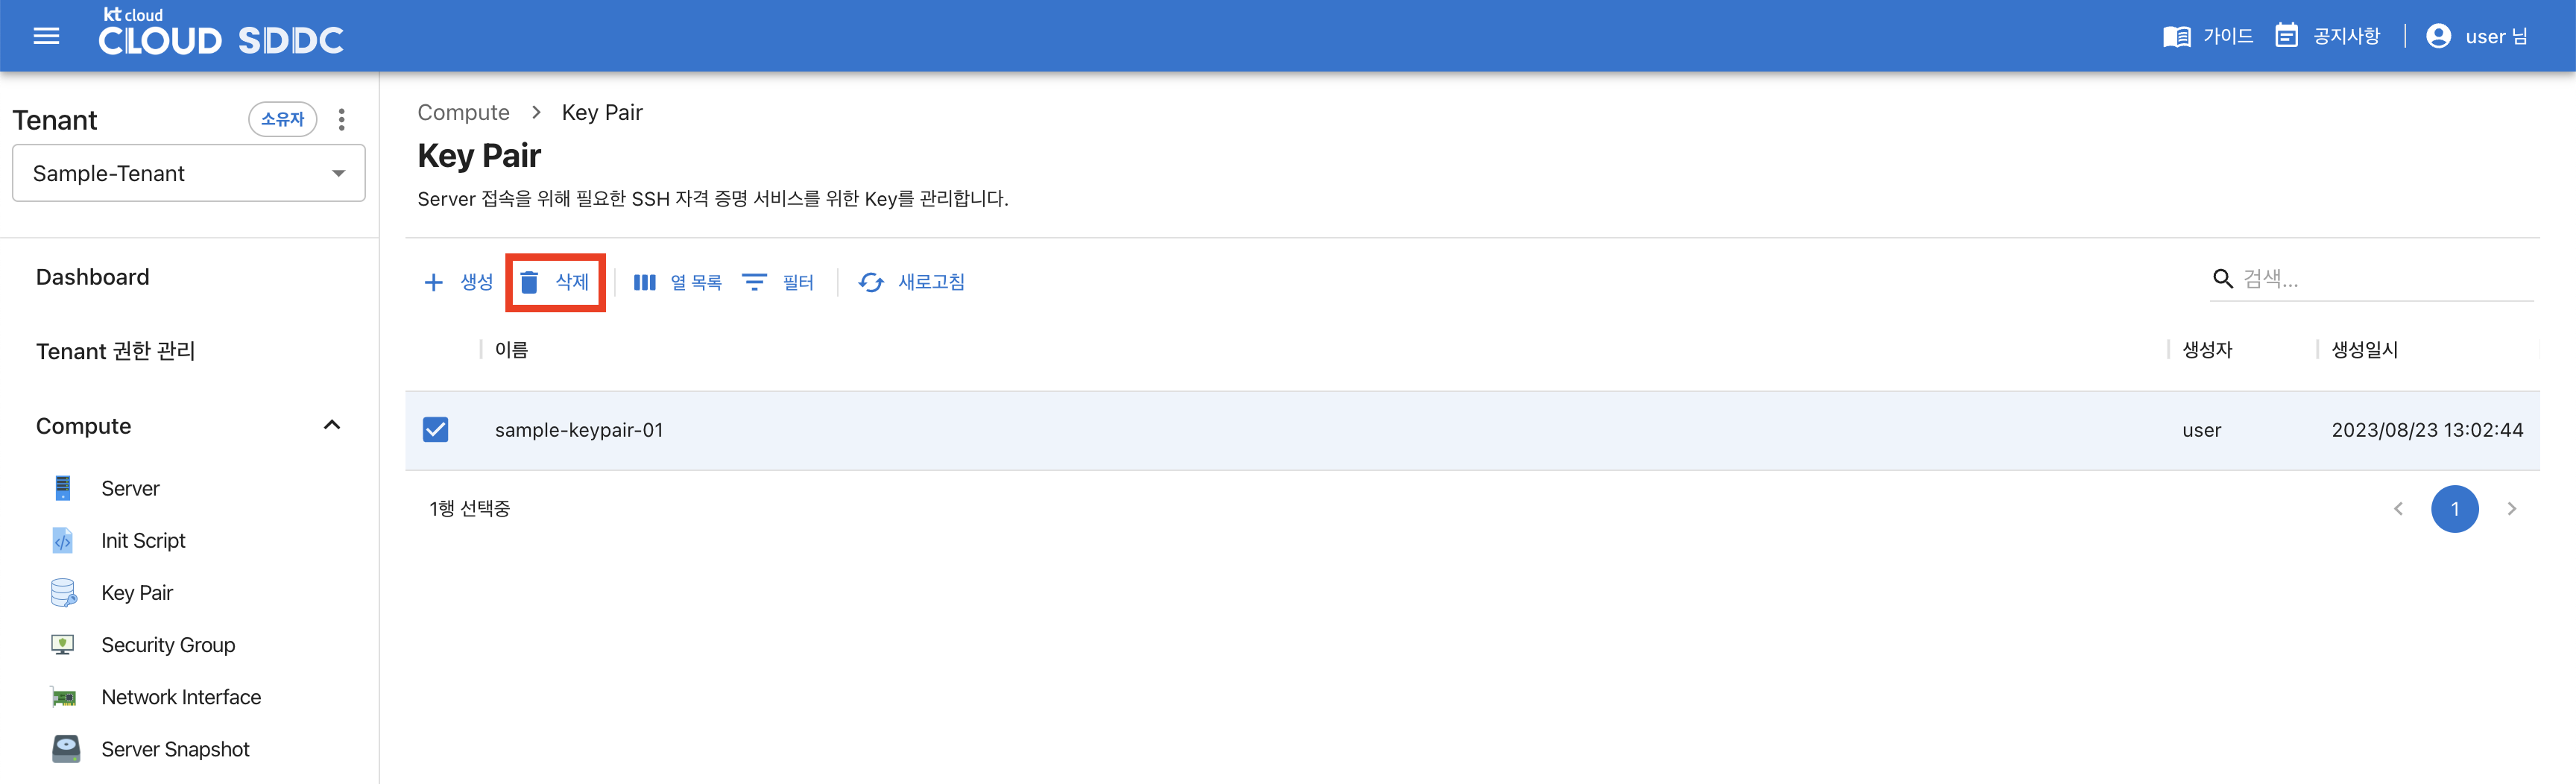 kt cloud
CLOUD SDDC
가이드
공지사항
user 님
Tenant
소유자
Sample-Tenant
Dashboard
Tenant 권한 관리
Compute
Server
Init Script
Key Pair
Security Group
Network Interface
Server Snapshot
Compute > Key Pair
Key Pair
Server 접속을 위해 필요한 SSH 자격 증명 서비스를 위한 Key를 관리합니다.
생성 삭제 열 목록 필터 새로고침
검색...
이름 생성자 생성일시
sample-keypair-01 user 2023/08/23 13:02:44
1행 선택중
1